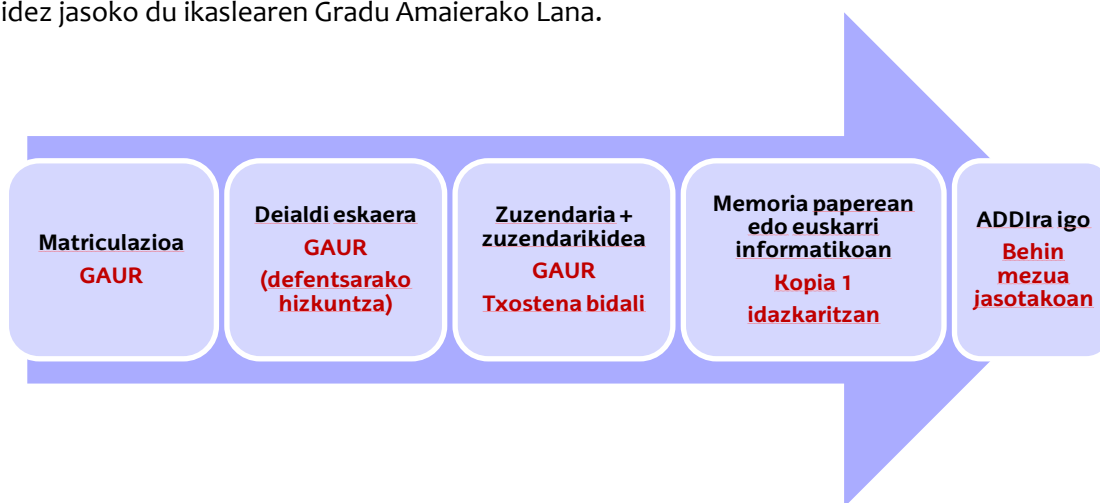 idez jasoko du ikaslearen Gradu Amaierako Lana.
Matriculazioa
GAUR
Deialdi eskaera
GAUR
(defentsarako
hizkuntza)
Zuzendaria +
zuzendarikidea
GAUR
Txostena bidali
Memoria paperean
edo euskarri
informatikoan
Kopia 1
idazkaritzan
ADDIra igo
Behin
mezua
jasotakoan